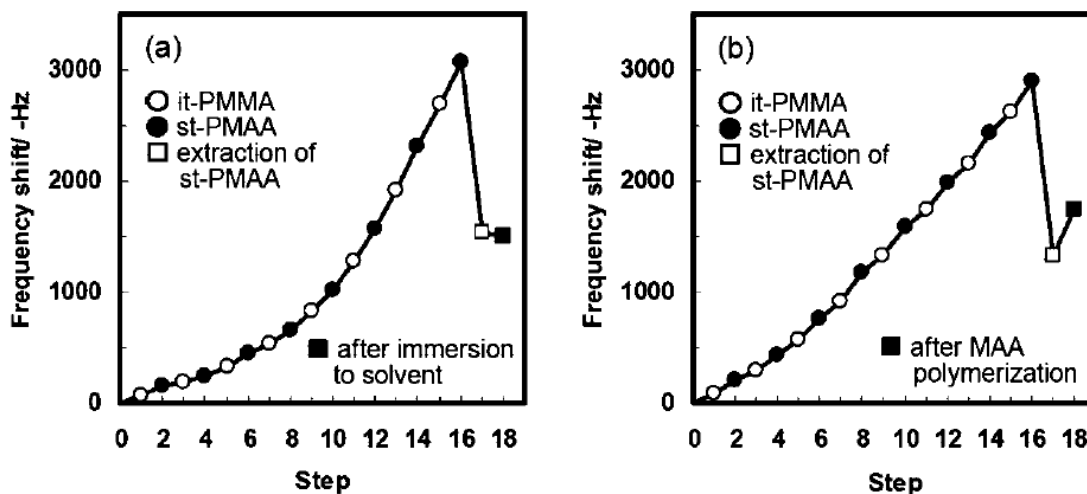 (a)
3000
it-PMMA
st-PMAA
extraction of
st-PMAA
2000
1000
after immersion
to solvent
0
0 2 4 6 8 10 12 14 16 18
Step
Frequency shift/ -Hz
(b)
3000
it-PMMA
st-PMAA
extraction of
st-PMAA
2000
1000
after MAA
polymerization
0
0 2 4 6 8 10 12 14 16 18
Step
Frequency shift/ -Hz